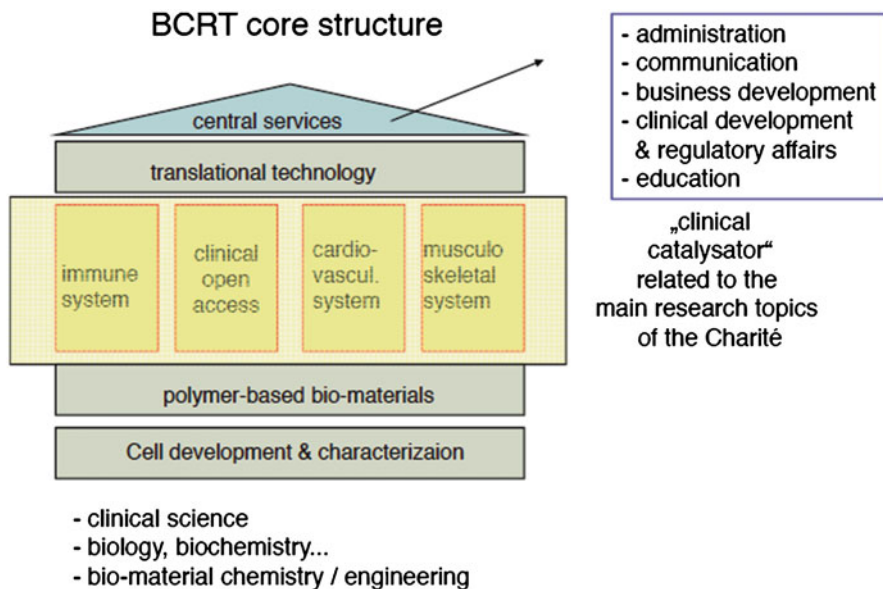 BCRT core structure
- administration
- communication
- business development
- clinical development
& regulatory affairs
- education
central services
translational technology
immune
system
clinical
open
access
cardio-
vascul.
system
musculo
skeletal
system
„clinical
catalysator“
related to the
main research topics
of the Charité
polymer-based bio-materials
Cell development & characterizaion
- clinical science
- biology, biochemistry...
- bio-material chemistry / engineering